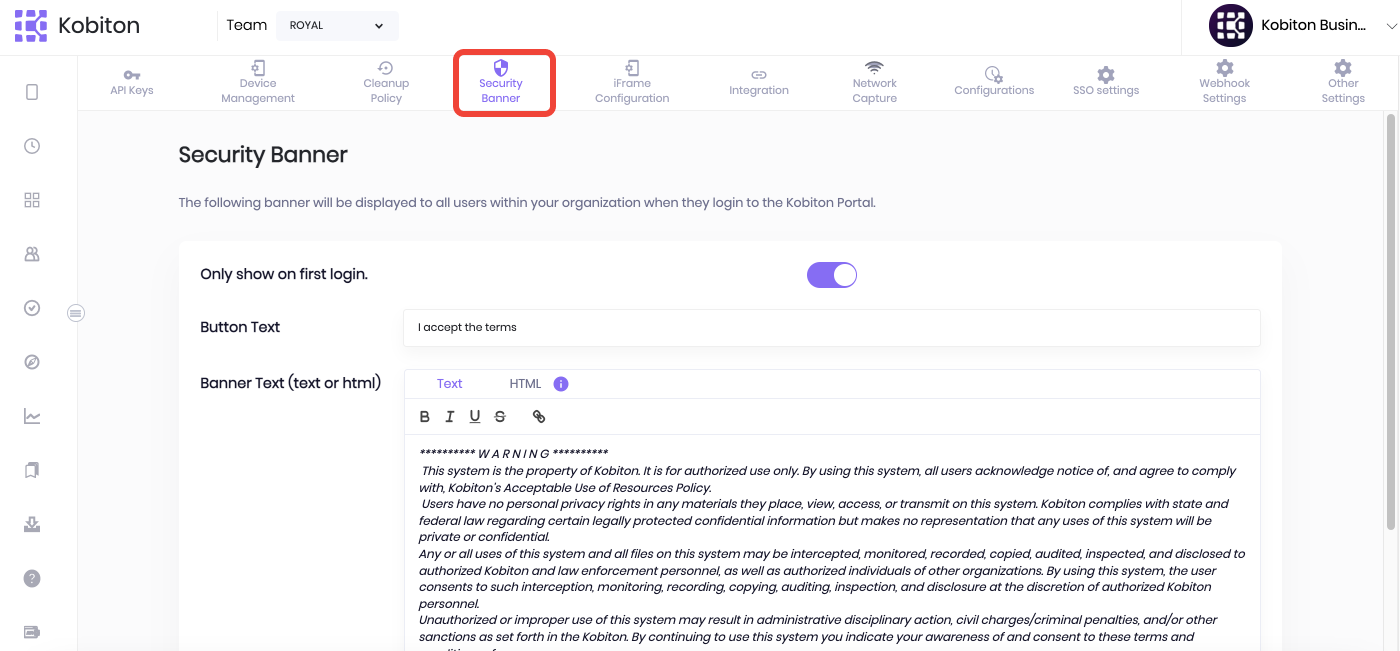 Kobiton
Team
ROYAL
Kobiton Busin...
API Keys
Device
Management
Cleanup
Policy
Security
Banner
iFrame
Configuration
Integration
Network
Capture
Configurations
SSO settings
Webhook
Settings
Other
Settings
Security Banner
The following banner will be displayed to all users within your organization when they login to the Kobiton Portal.
Only show on first login.
Button Text
I accept the terms
Banner Text (text or html)
Text
HTML
i
B I U S
********** W A R N I N G **********
This system is the property of Kobiton. It is for authorized use only. By using this system, all users acknowledge notice of, and agree to comply
with, Kobiton's Acceptable Use of Resources Policy.
Users have no personal privacy rights in any materials they place, view, access, or transmit on this system. Kobiton complies with state and
federal law regarding certain legally protected confidential information but makes no representation that any uses of this system will be
private or confidential.
Any or all uses of this system and all files on this system may be intercepted, monitored, recorded, copied, audited, inspected, and disclosed to
authorized Kobiton and law enforcement personnel, as well as authorized individuals of other organizations. By using this system, the user
consents to such interception, monitoring, recording, copying, auditing, inspection, and disclosure at the discretion of authorized Kobiton
personnel.
Unauthorized or improper use of this system may result in administrative disciplinary action, civil charges/criminal penalties, and/or other
sanctions as set forth in the Kobiton. By continuing to use this system you indicate your awareness of and consent to these terms and